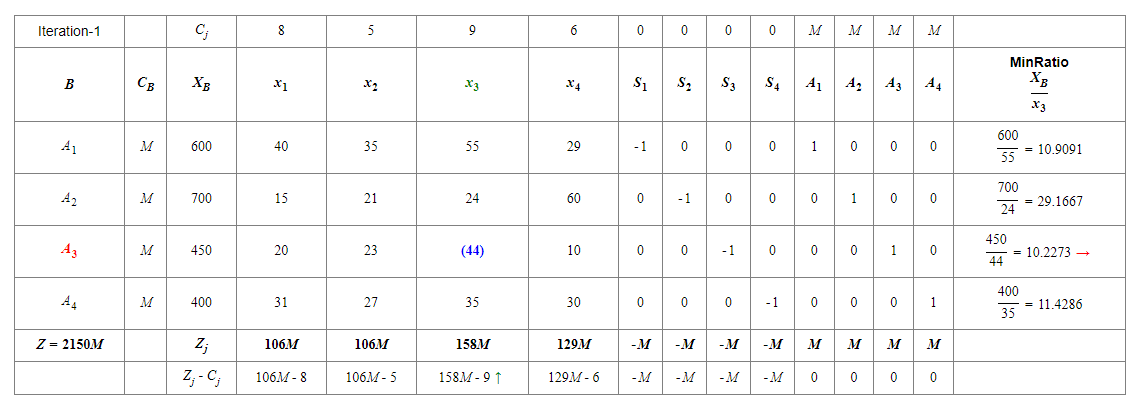 Iteration-1 Cj 8 5 9 6 0 0 0 0 M M M M
B CB XB x1 x2 x3 x4 S1 S2 S3 S4 A1 A2 A3 A4 MinRatio XB/x3
A1 M 600 40 35 55 29 -1 0 0 0 1 0 0 0 600/55 = 10.9091
A2 M 700 15 21 24 60 0 -1 0 0 0 1 0 0 700/24 = 29.1667
A3 M 450 20 23 (44) 10 0 0 -1 0 0 0 1 0 450/44 = 10.2273 →
A4 M 400 31 27 35 30 0 0 0 -1 0 0 0 1 400/35 = 11.4286
Z = 2150M Zj 106M 106M 158M 129M -M -M -M -M M M M M
Zj - Cj 106M - 8 106M - 5 158M - 9 ↑ 129M - 6 -M -M -M -M 0 0 0 0